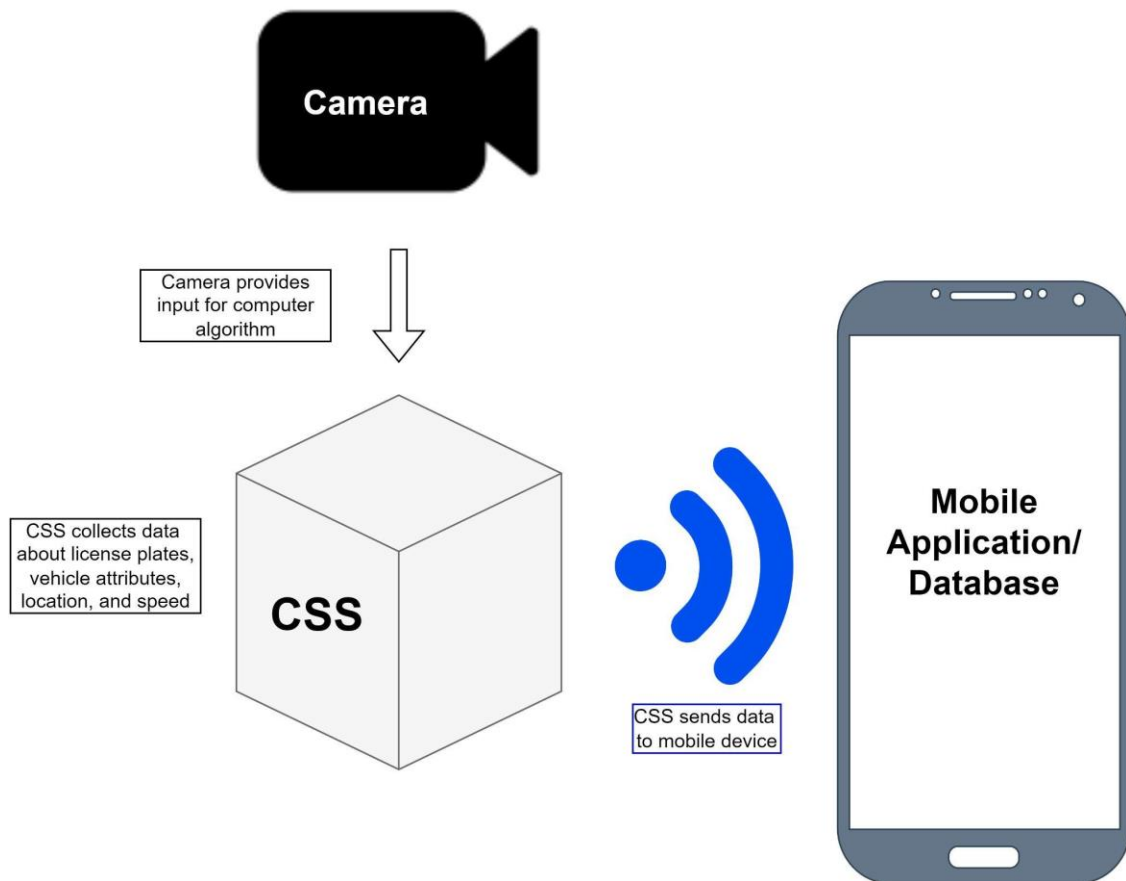 Camera
Camera provides
input for computer
algorithm
CSS collects data
about license plates,
vehicle attributes,
location, and speed
CSS
CSS sends data
to mobile device
Mobile
Application/
Database